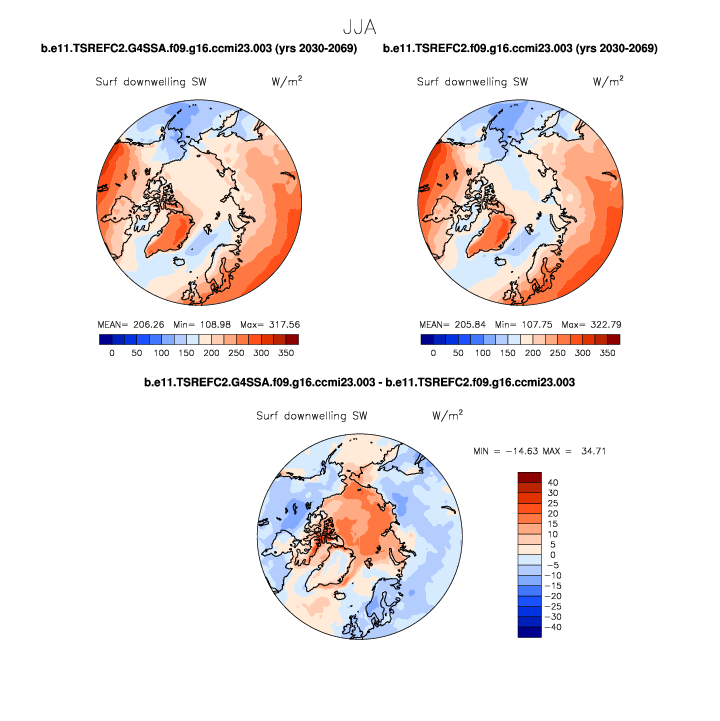 JJA
b.e11.TSREFC2.G4SSA.f09.g16.ccmi23.003 (yrs 2030-2069) b.e11.TSREFC2.f09.g16.ccmi23.003 (yrs 2030-2069)
Surf downwelling SW W/m² Surf downwelling SW W/m²
MEAN= 206.26 Min= 108.98 Max= 317.56 MEAN= 205.84 Min= 107.75 Max= 322.79
0 50 100 150 200 250 300 350 0 50 100 150 200 250 300 350
b.e11.TSREFC2.G4SSA.f09.g16.ccmi23.003 - b.e11.TSREFC2.f09.g16.ccmi23.003
Surf downwelling SW W/m²
MIN = −14.63 MAX = 34.71
40
30
25
20
15
10
5
0
−5
−10
−15
−20
−25
−30
−40